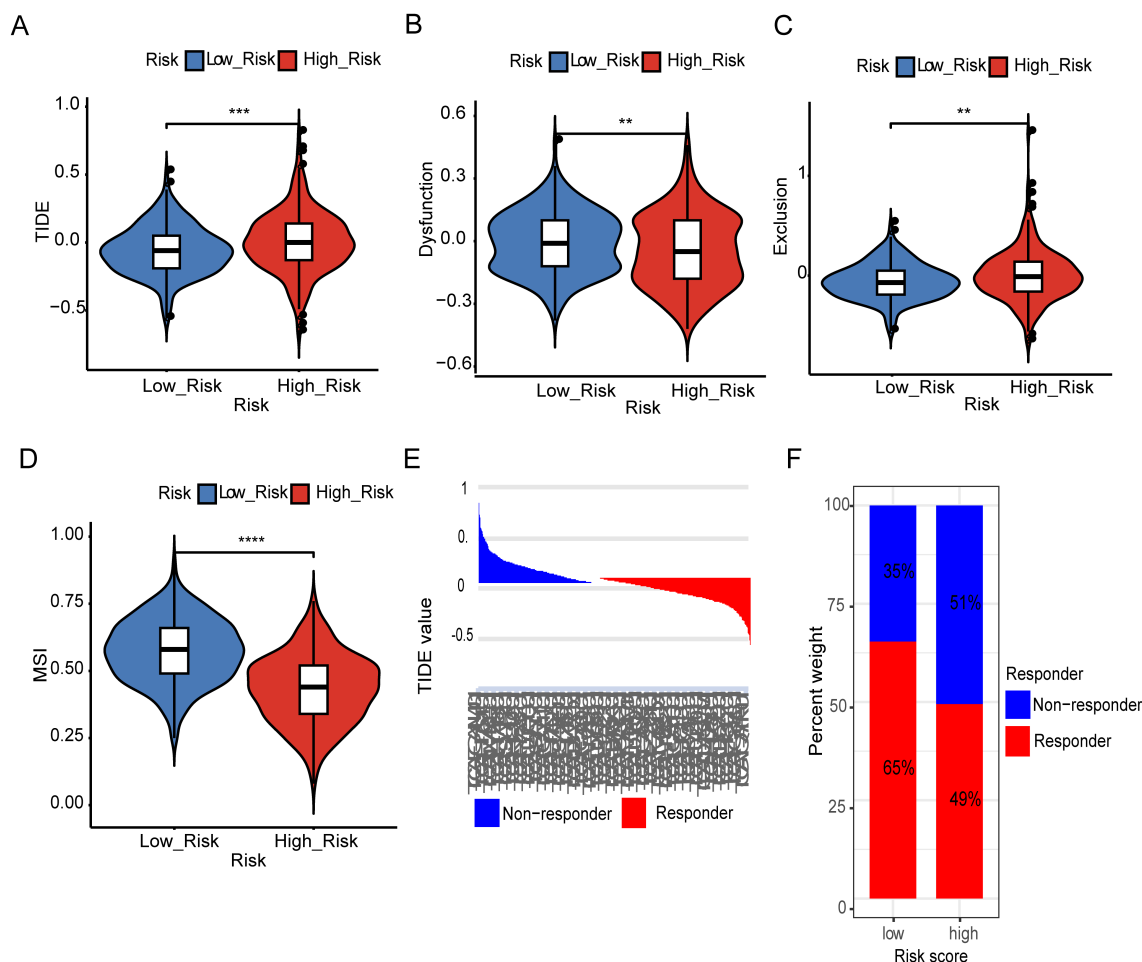 A
Risk Low_Risk High_Risk
TIDE
1.0
0.5
0.0
−0.5
***
Low_Risk High_Risk
Risk
B
Risk Low_Risk High_Risk
Dysfunction
0.6
0.3
0.0
−0.3
−0.6
**
Low_Risk High_Risk
Risk
C
Risk Low_Risk High_Risk
Exclusion
1
0
**
Low_Risk High_Risk
Risk
D
Risk Low_Risk High_Risk
MSI
1.00
0.75
0.50
0.25
0.00
****
Low_Risk High_Risk
Risk
E
TIDE value
1
0.
0
-0.5
Non−responder Responder
F
Percent weight
100
75
50
25
0
35%
51%
65%
49%
low high
Risk score
Responder
Non−responder
Responder